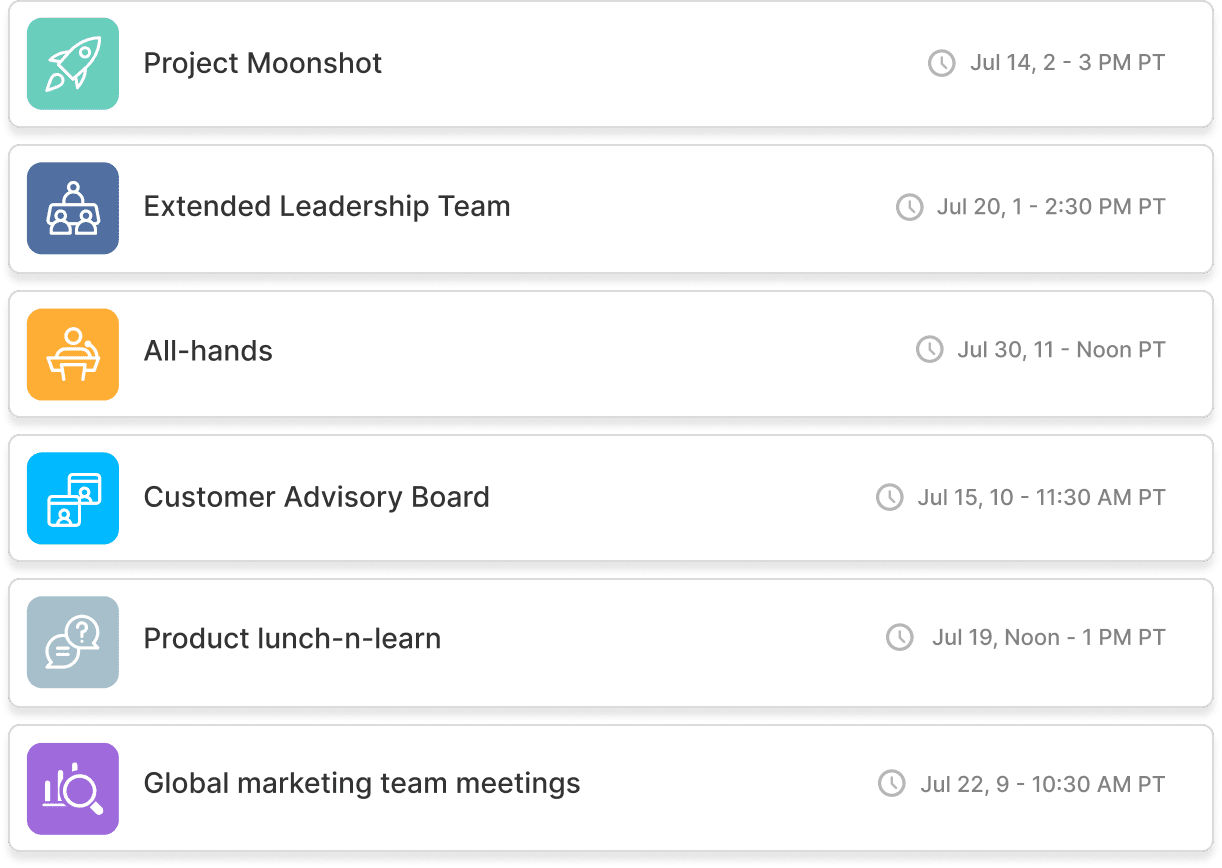 Project Moonshot Jul 14, 2 - 3 PM PT
Extended Leadership Team Jul 20, 1 - 2:30 PM PT
All-hands Jul 30, 11 - Noon PT
Customer Advisory Board Jul 15, 10 - 11:30 AM PT
?
Product lunch-n-learn Jul 19, Noon - 1 PM PT
Global marketing team meetings Jul 22, 9 - 10:30 AM PT